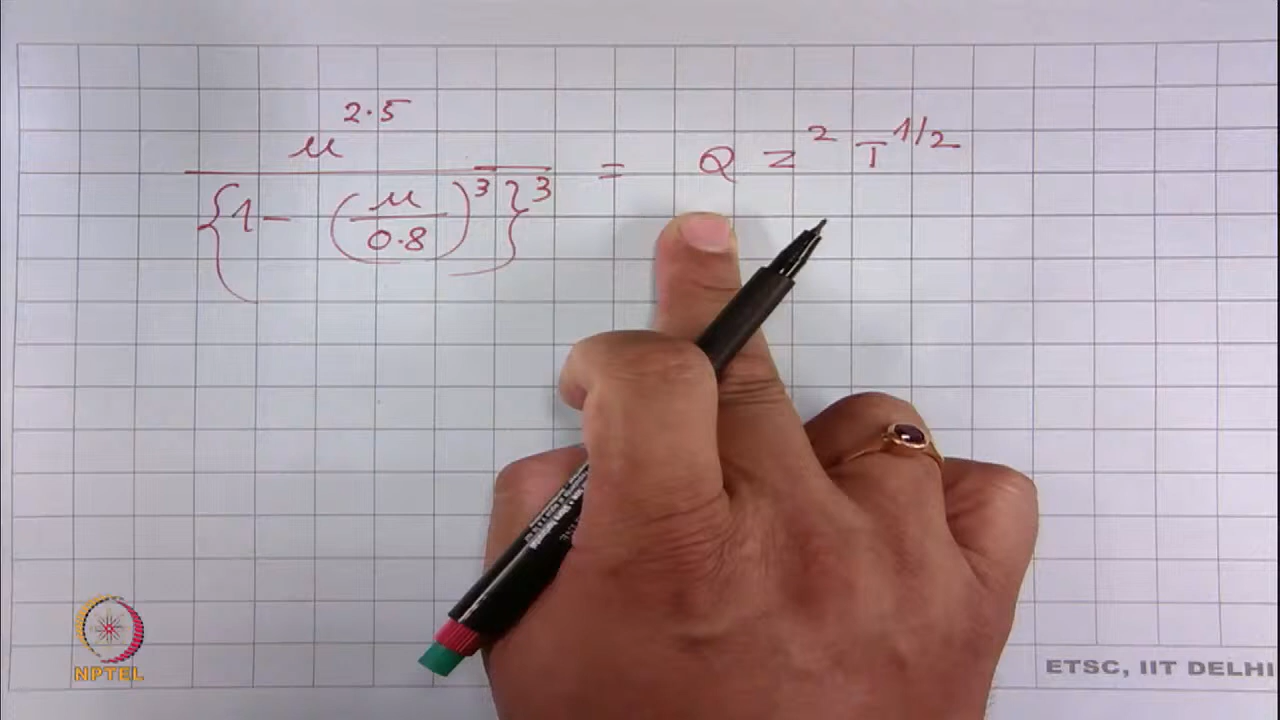 μ^2.5 / {1 - (μ/0.8)^3}^3 = Q z^2 T^1/2
NPTEL
ETSC, IIT DELHI